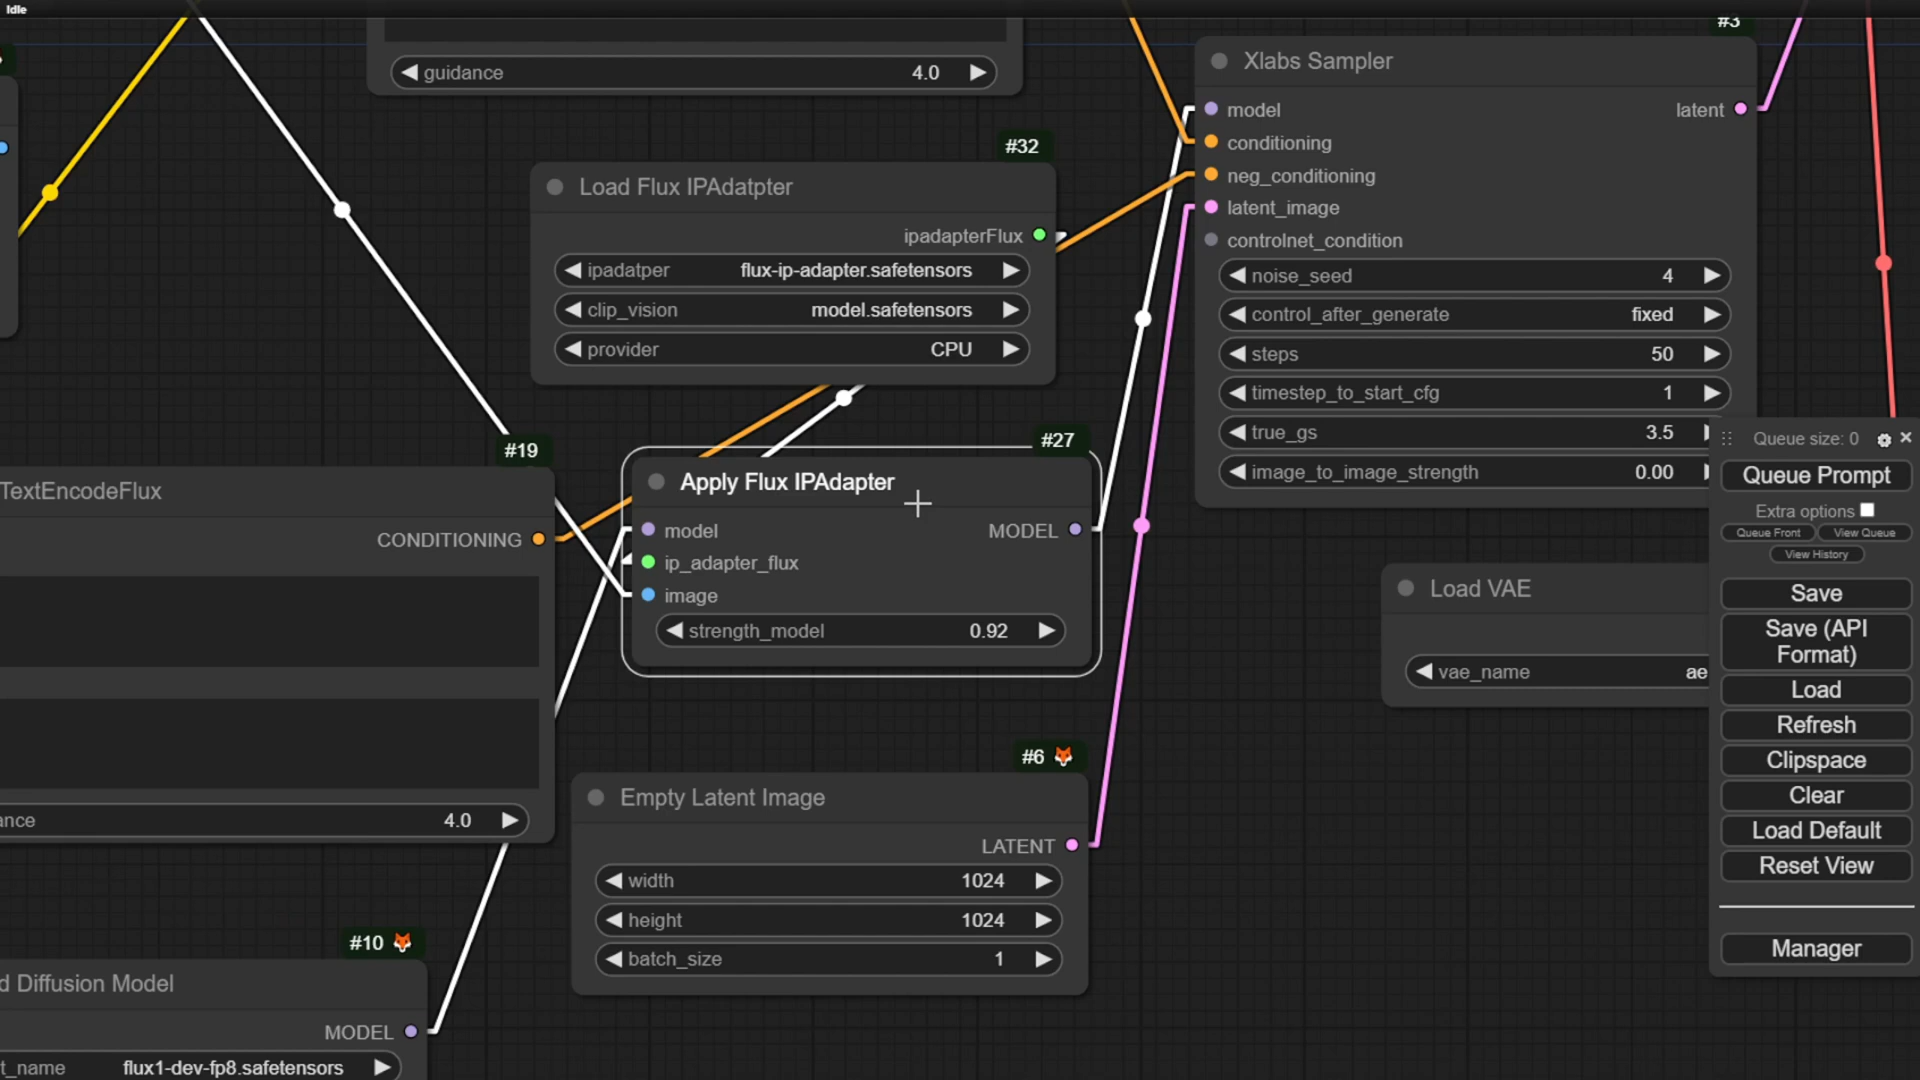 Idle
guidance 4.0
#32
Load Flux IPAdatpter
ipadapterFlux
ipadatper flux-ip-adapter.safetensors
clip_vision model.safetensors
provider CPU
#3
Xlabs Sampler
model latent
conditioning
neg_conditioning
latent_image
controlnet_condition
noise_seed 4
control_after_generate fixed
steps 50
timestep_to_start_cfg 1
true_gs 3.5
image_to_image_strength 0.00
#19
TextEncodeFlux
CONDITIONING
ance 4.0
#27
Apply Flux IPAdapter
model MODEL
ip_adapter_flux
image
strength_model 0.92
Load VAE
vae_name ae
#6
Empty Latent Image
LATENT
width 1024
height 1024
batch_size 1
#10
d Diffusion Model
MODEL
t_name flux1-dev-fp8.safetensors
Queue size: 0
Queue Prompt
Extra options
Queue Front View Queue
View History
Save
Save (API
Format)
Load
Refresh
Clipspace
Clear
Load Default
Reset View
Manager